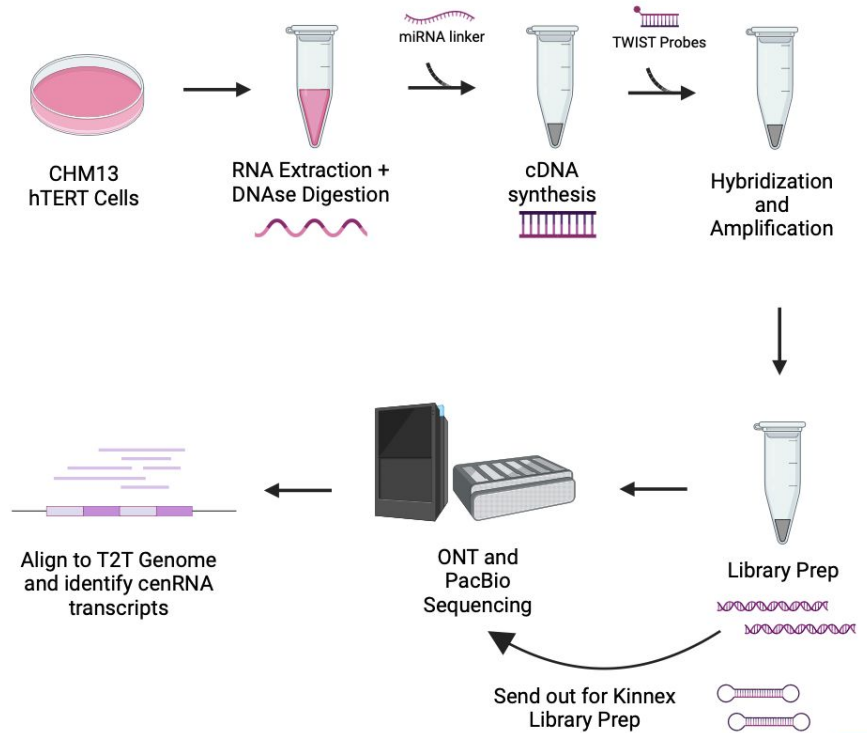 miRNA linker
TWIST Probes
CHM13
hTERT Cells
RNA Extraction +
DNAse Digestion
cDNA
synthesis
Hybridization
and
Amplification
Align to T2T Genome
and identify cenRNA
transcripts
ONT and
PacBio
Sequencing
Library Prep
Send out for Kinnex
Library Prep